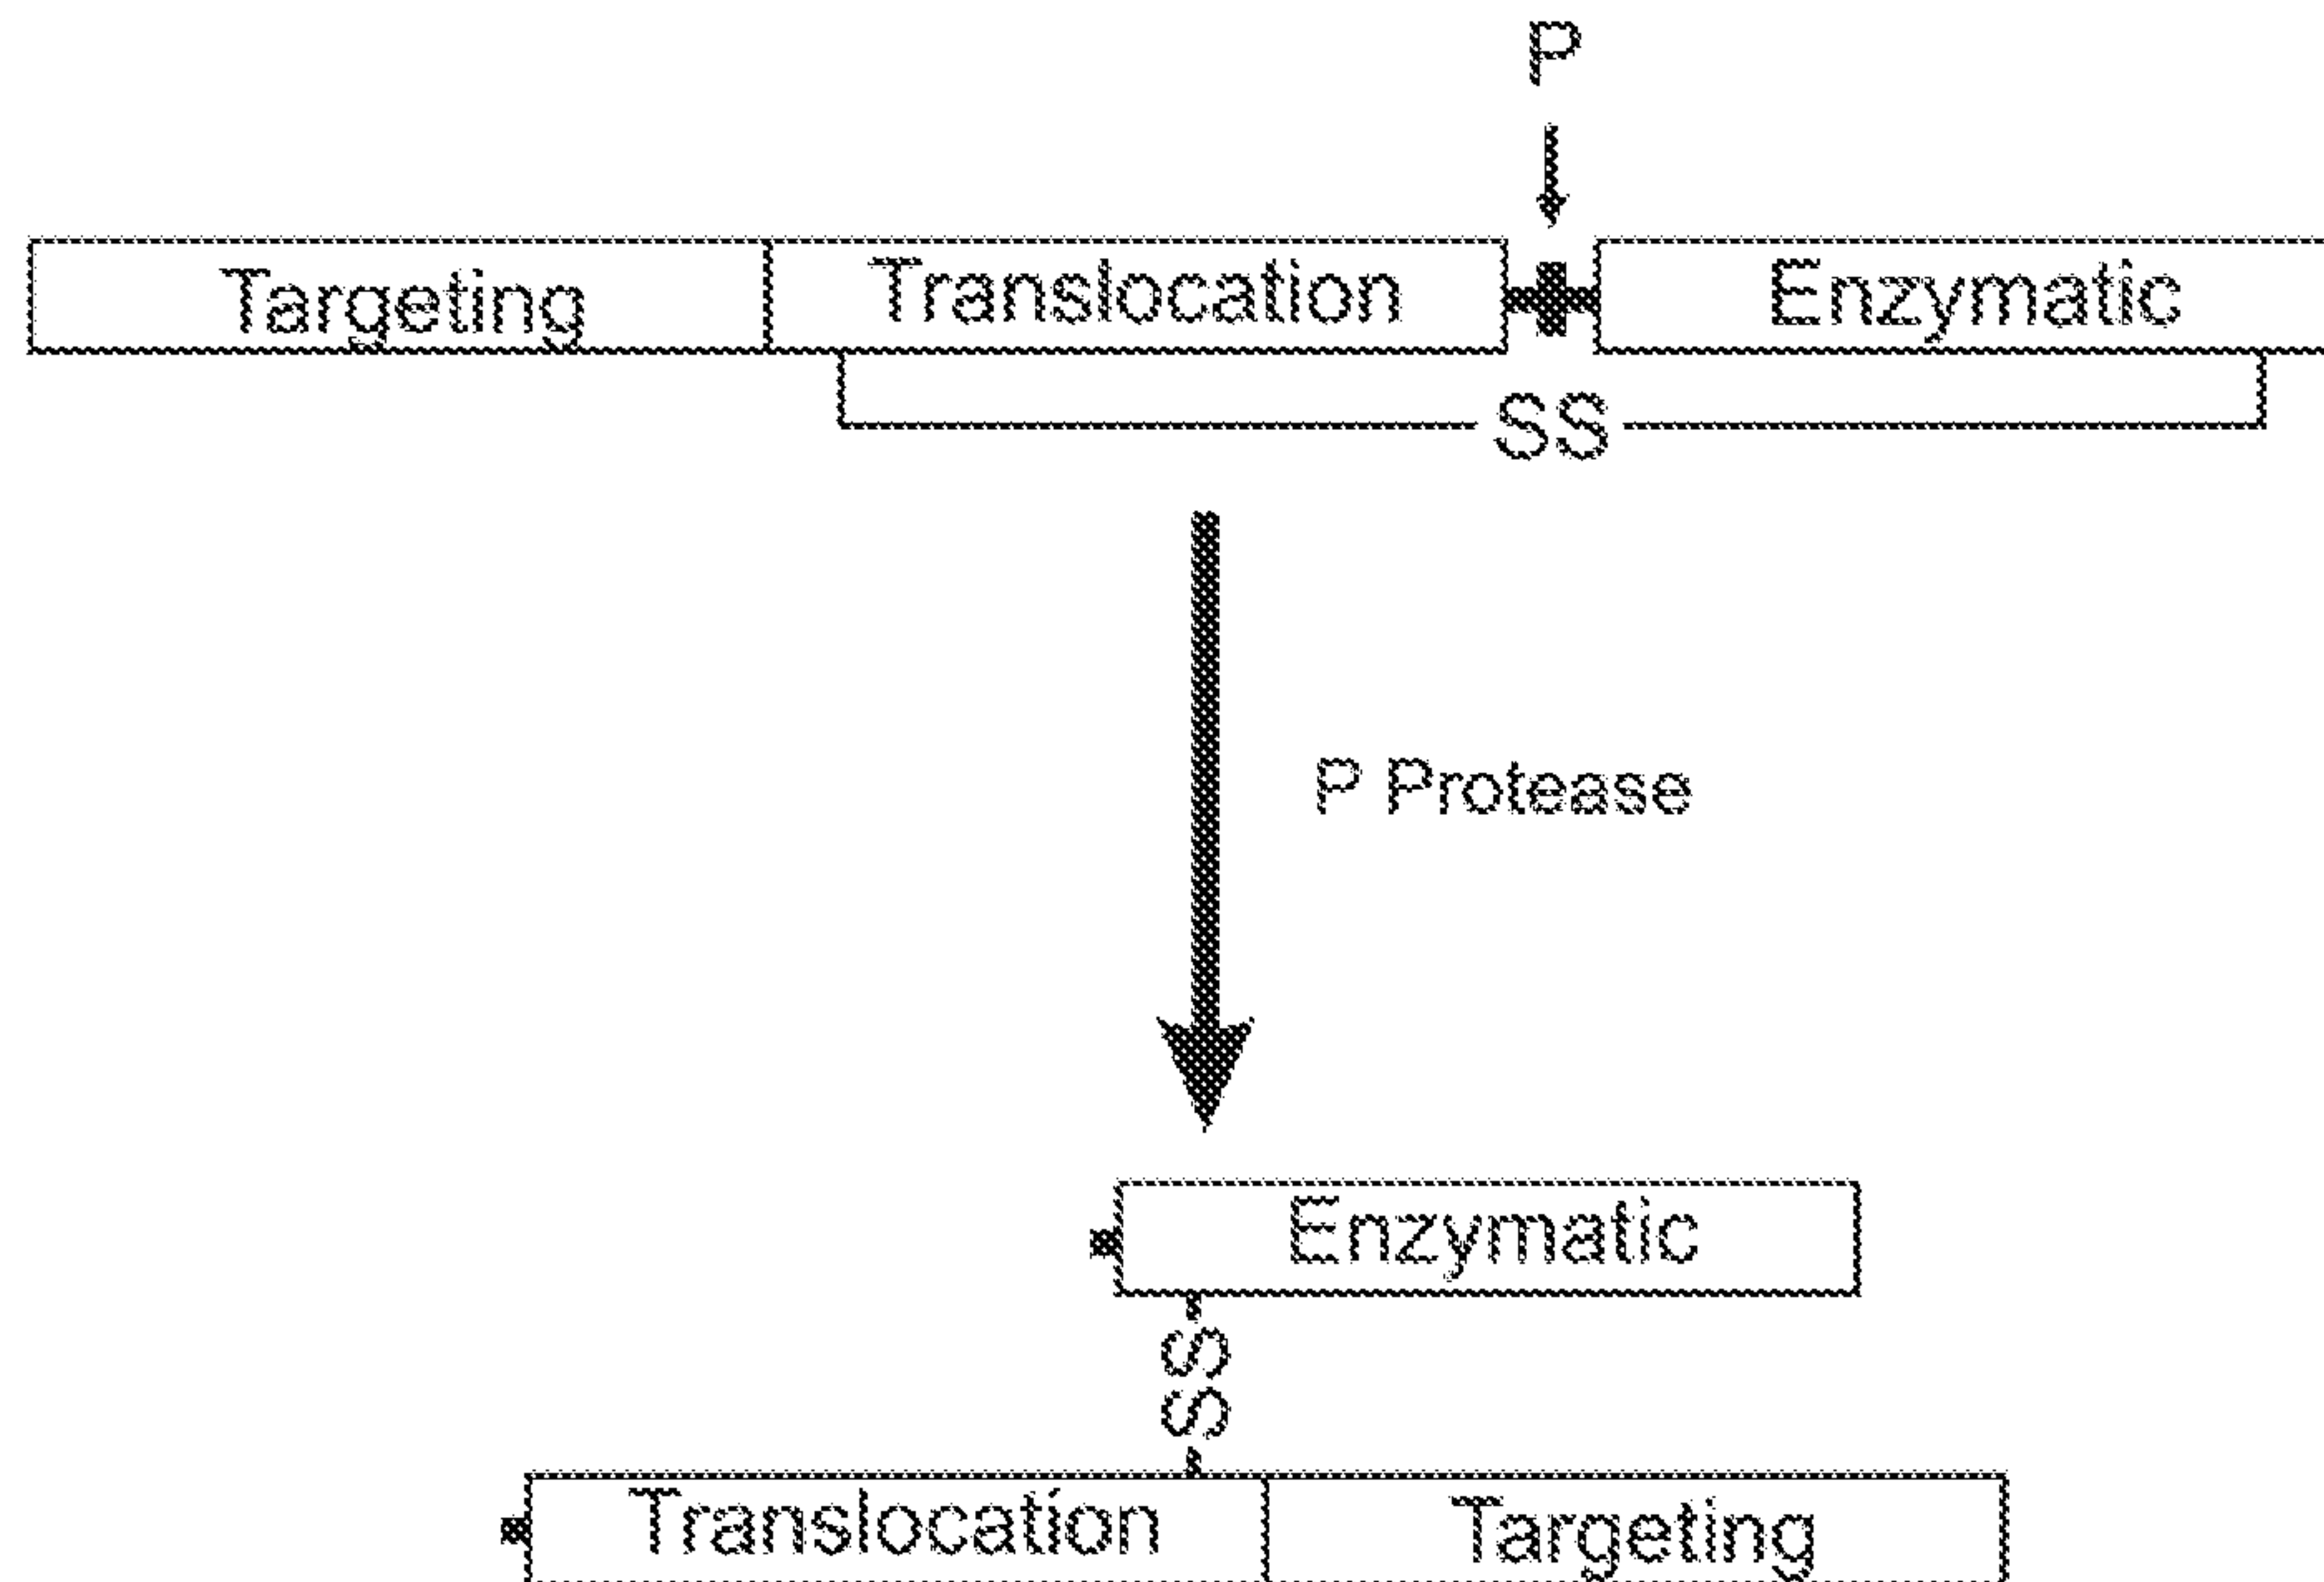 P
Targeting Translocation Enzymatic
SS
P Protease
Enzymatic
SS
Translocation Targeting